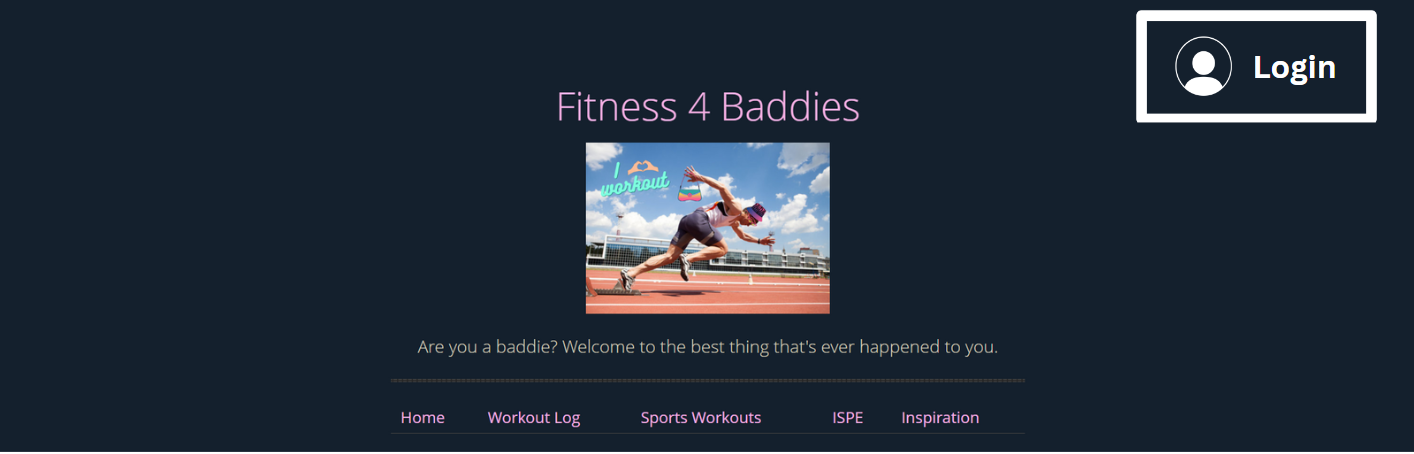 Login
Fitness 4 Baddies
I
workout
Are you a baddie? Welcome to the best thing that's ever happened to you.
Home Workout Log Sports Workouts ISPE Inspiration